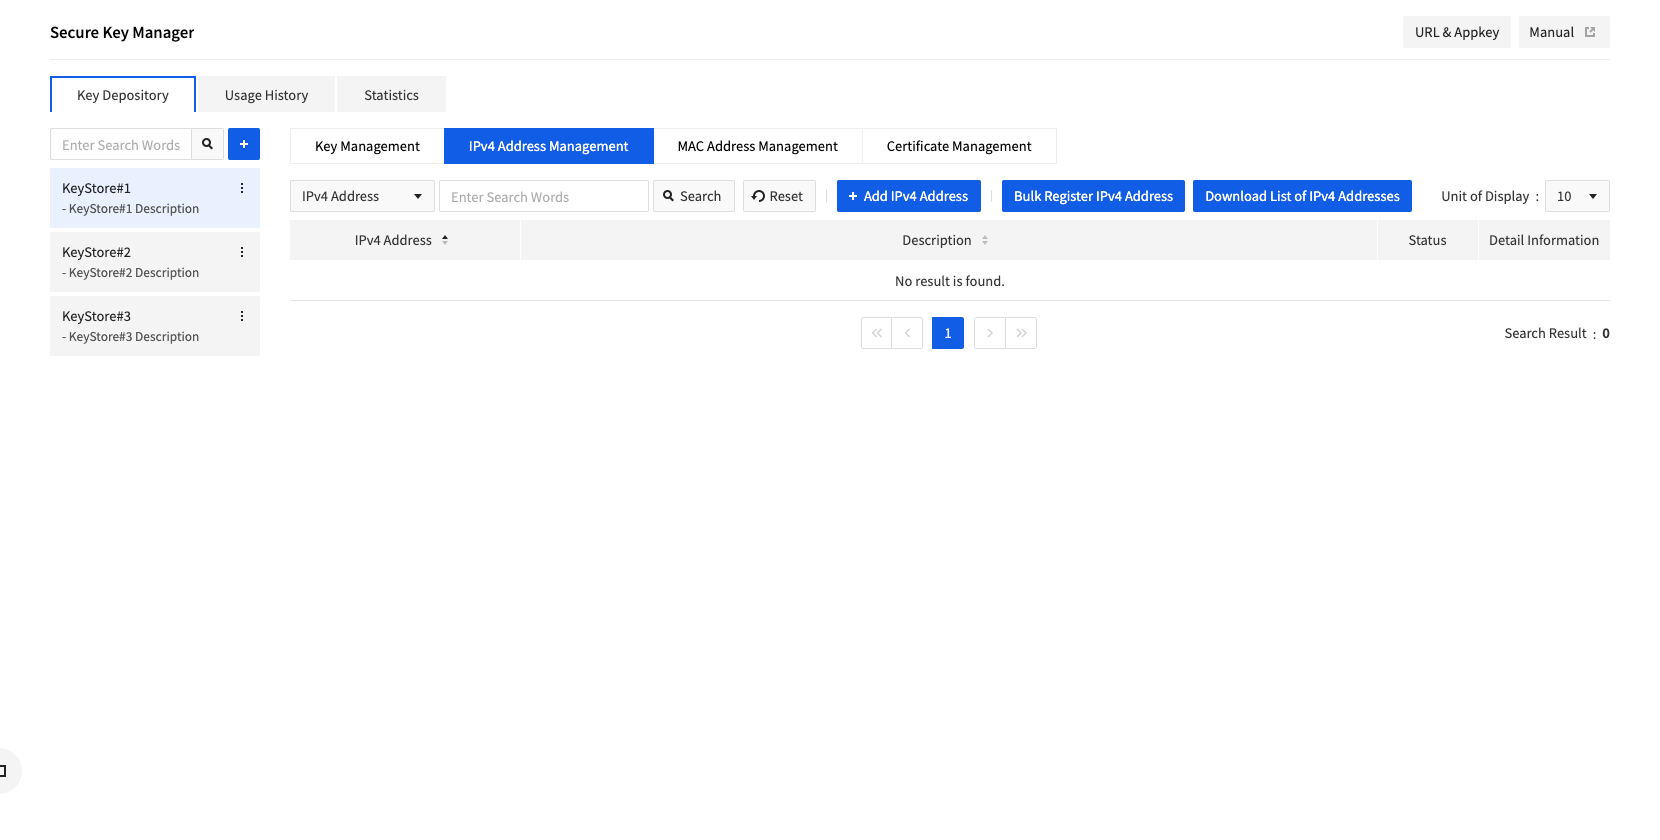 Secure Key Manager
URL & Appkey
Manual
Key Depository
Usage History
Statistics
Enter Search Words
+
KeyStore#1
- KeyStore#1 Description
KeyStore#2
- KeyStore#2 Description
KeyStore#3
- KeyStore#3 Description
Key Management
IPv4 Address Management
MAC Address Management
Certificate Management
IPv4 Address
Enter Search Words
Search
Reset
+ Add IPv4 Address
Bulk Register IPv4 Address
Download List of IPv4 Addresses
Unit of Display : 10
IPv4 Address
Description
Status
Detail Information
No result is found.
1
Search Result : 0